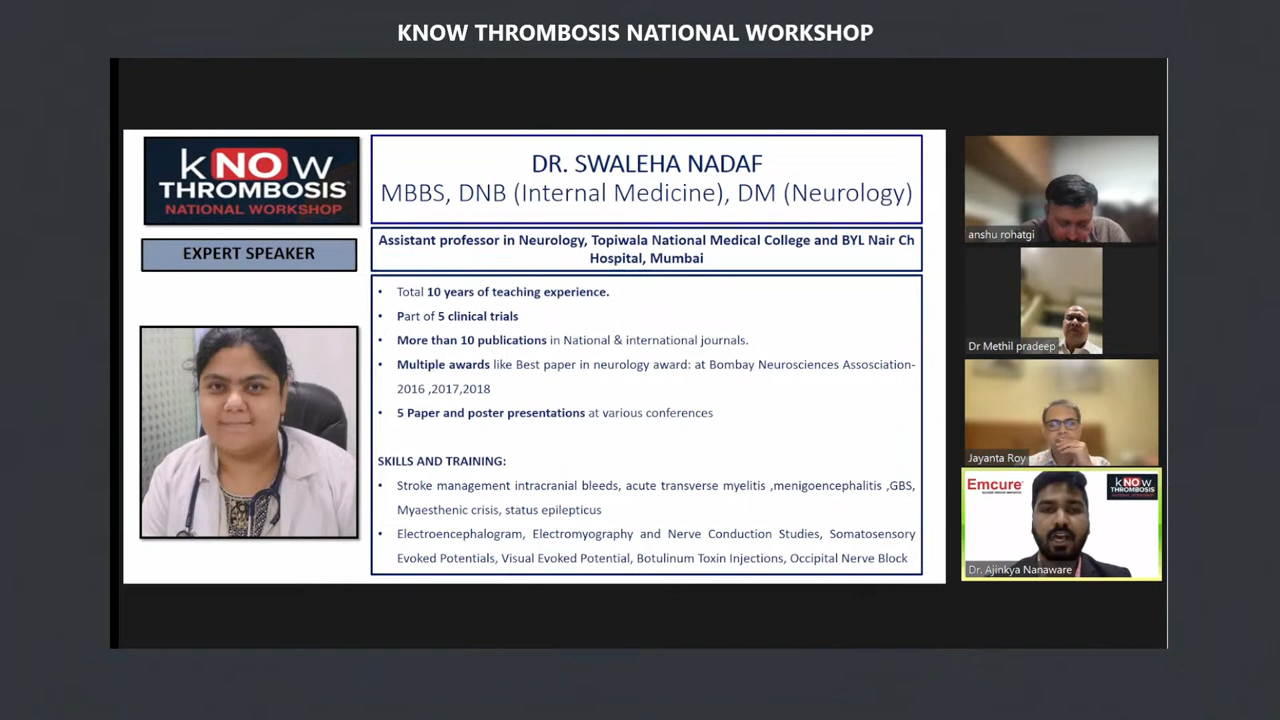 KNOW THROMBOSIS NATIONAL WORKSHOP
kNOw
THROMBOSIS
NATIONAL WORKSHOP
EXPERT SPEAKER
DR. SWALEHA NADAF
MBBS, DNB (Internal Medicine), DM (Neurology)
Assistant professor in Neurology, Topiwala National Medical College and BYL Nair Ch
Hospital, Mumbai
• Total 10 years of teaching experience.
• Part of 5 clinical trials
• More than 10 publications in National & international journals.
• Multiple awards like Best paper in neurology award: at Bombay Neurosciences Assosciation-
2016 ,2017,2018
• 5 Paper and poster presentations at various conferences
SKILLS AND TRAINING:
• Stroke management intracranial bleeds, acute transverse myelitis ,menigoencephalitis ,GBS,
Myaesthenic crisis, status epilepticus
• Electroencephalogram, Electromyography and Nerve Conduction Studies, Somatosensory
Evoked Potentials, Visual Evoked Potential, Botulinum Toxin Injections, Occipital Nerve Block
anshu rohatgi
Dr Methil pradeep
Jayanta Roy
Emcure
kNOw
THROMBOSIS
Dr. Ajinkya Nanaware